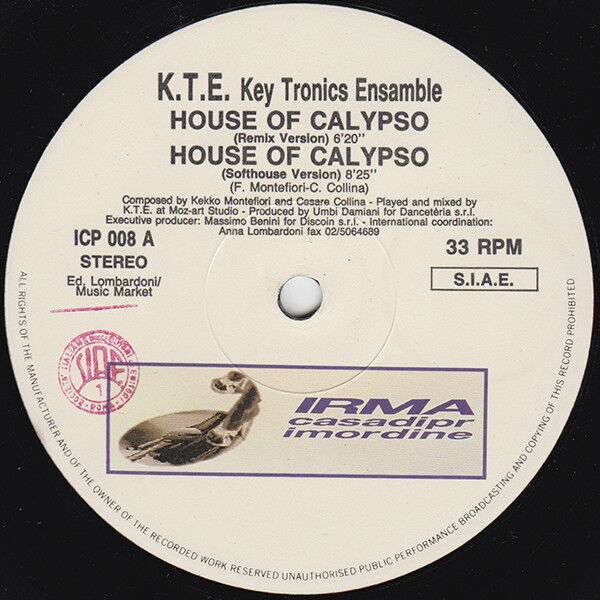 K.T.E. Key Tronics Ensamble
HOUSE OF CALYPSO
(Remix Version) 6'20''
HOUSE OF CALYPSO
(Softhouse Version) 8'25''
(F. Montefiori-C. Collina)
Composed by Kekko Montefiori and Cesare Collina - Played and mixed by
K.T.E. at Moz-art Studio - Produced by Umbi Damiani for Dancetèria s.r.l.
Executive producer: Massimo Benini for Discoin s.r.l. - International coordination:
Anna Lombardoni fax 02/5064689
ICP 008 A
STEREO
Ed. Lombardoni/
Music Market
33 RPM
S.I.A.E.
SIAE
IRMA
casadipr
imordine
ALL RIGHTS OF THE MANUFACTURER AND OF THE OWNER OF THE RECORDED WORK RESERVED UNAUTHORISED PUBLIC PERFORMANCE BROADCASTING AND COPYING OF THIS RECORD PROHIBITED